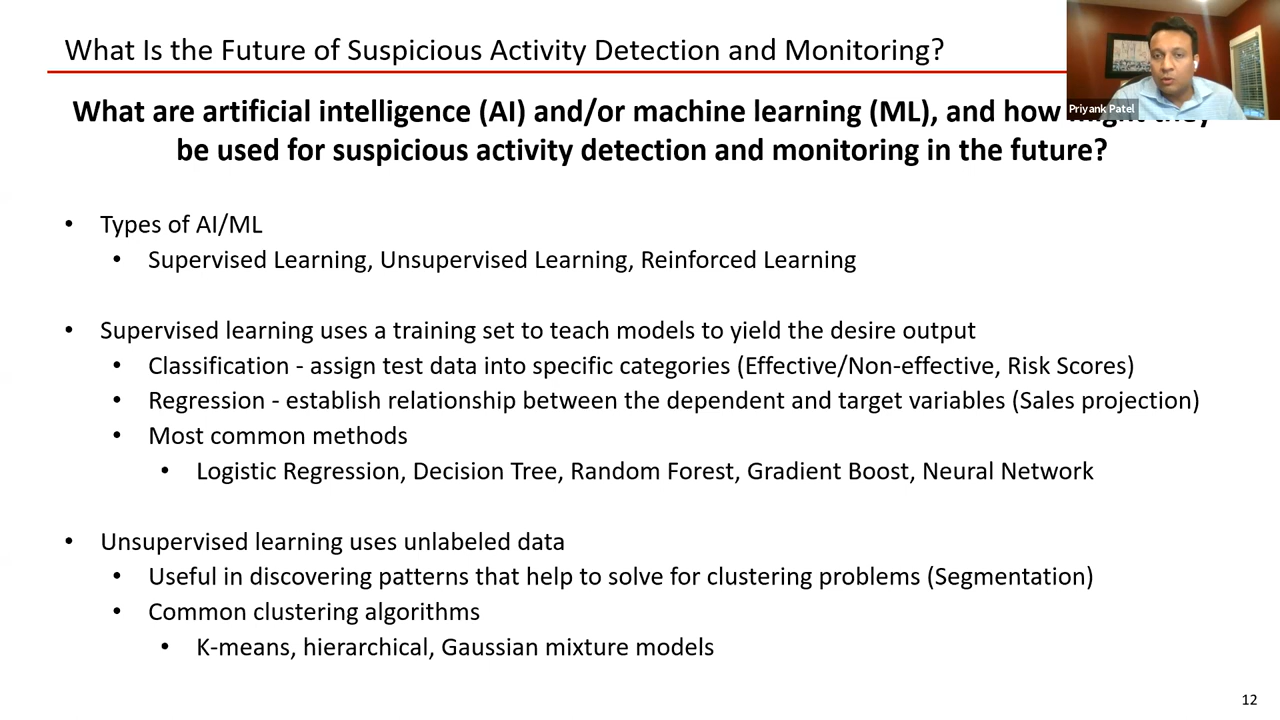 What Is the Future of Suspicious Activity Detection and Monitoring?
Priyank Patel
What are artificial intelligence (AI) and/or machine learning (ML), and how
be used for suspicious activity detection and monitoring in the future?
• Types of AI/ML
• Supervised Learning, Unsupervised Learning, Reinforced Learning
• Supervised learning uses a training set to teach models to yield the desire output
• Classification - assign test data into specific categories (Effective/Non-effective, Risk Scores)
• Regression - establish relationship between the dependent and target variables (Sales projection)
• Most common methods
• Logistic Regression, Decision Tree, Random Forest, Gradient Boost, Neural Network
• Unsupervised learning uses unlabeled data
• Useful in discovering patterns that help to solve for clustering problems (Segmentation)
• Common clustering algorithms
• K-means, hierarchical, Gaussian mixture models
12